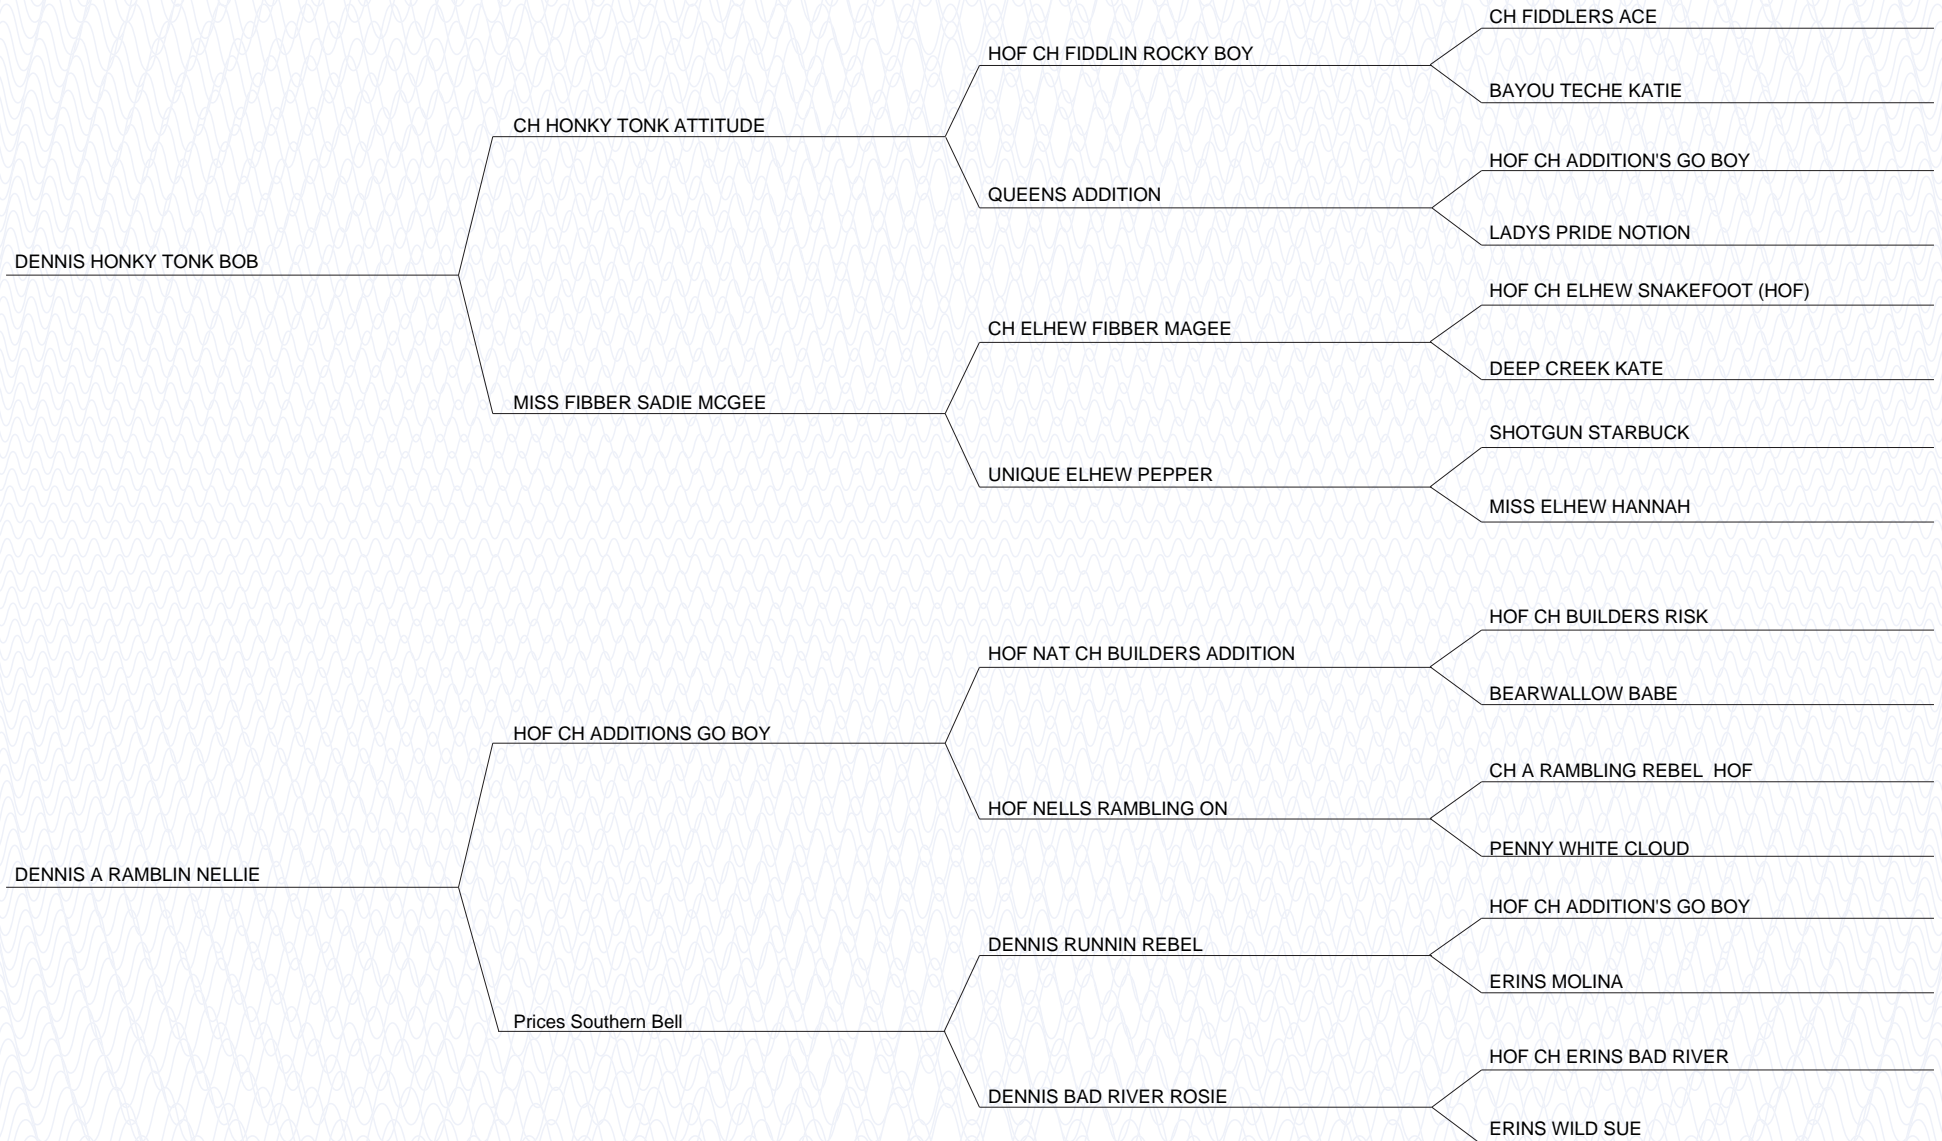 CH FIDDLERS ACE
HOF CH FIDDLIN ROCKY BOY
BAYOU TECHE KATIE
CH HONKY TONK ATTITUDE
HOF CH ADDITION'S GO BOY
QUEENS ADDITION
LADYS PRIDE NOTION
DENNIS HONKY TONK BOB
HOF CH ELHEW SNAKEFOOT (HOF)
CH ELHEW FIBBER MAGEE
DEEP CREEK KATE
MISS FIBBER SADIE MCGEE
SHOTGUN STARBUCK
UNIQUE ELHEW PEPPER
MISS ELHEW HANNAH
HOF CH BUILDERS RISK
HOF NAT CH BUILDERS ADDITION
BEARWALLOW BABE
HOF CH ADDITIONS GO BOY
CH A RAMBLING REBEL  HOF
HOF NELLS RAMBLING ON
PENNY WHITE CLOUD
DENNIS A RAMBLIN NELLIE
HOF CH ADDITION'S GO BOY
DENNIS RUNNIN REBEL
ERINS MOLINA
Prices Southern Bell
HOF CH ERINS BAD RIVER
DENNIS BAD RIVER ROSIE
ERINS WILD SUE